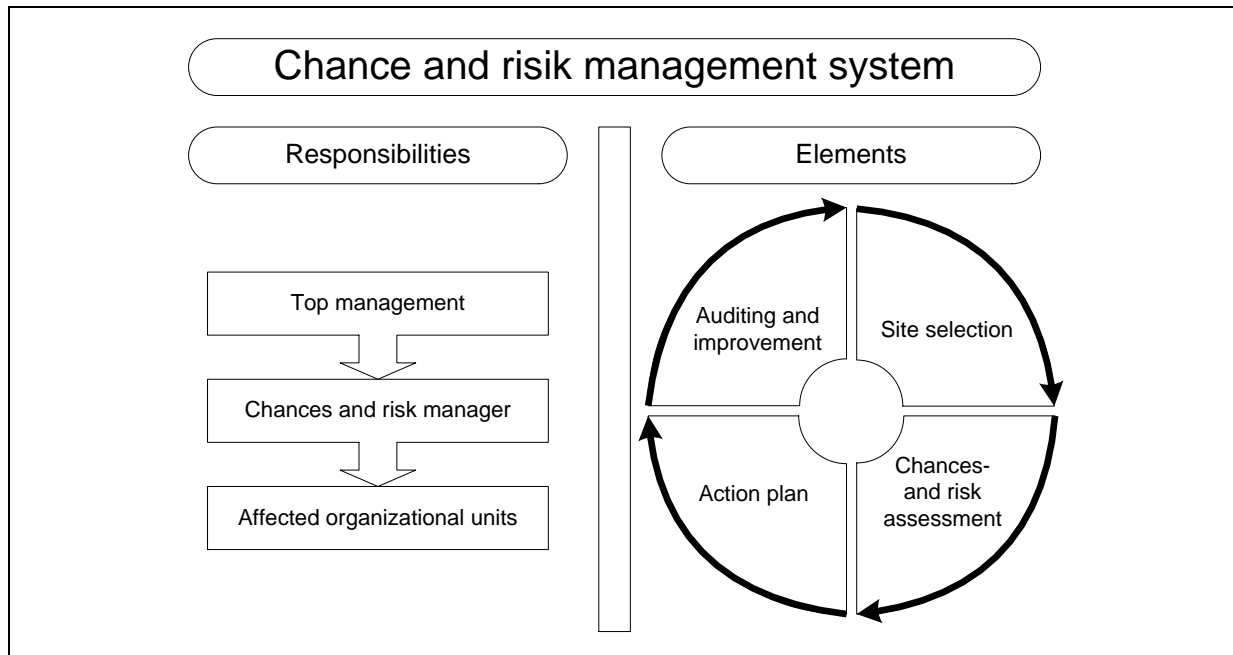 Chance and risik management system
Responsibilities
Elements
Top management
Chances and risk manager
Affected organizational units
Auditing and
improvement
Site selection
Action plan
Chances-
and risk
assessment